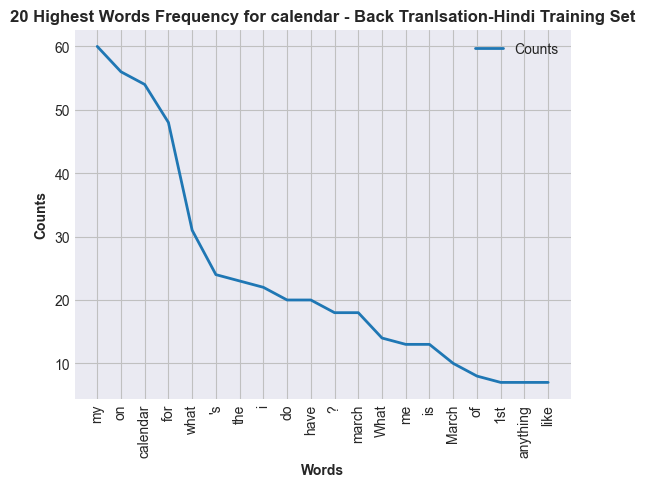 20 Highest Words Frequency for calendar - Back Tranlsation-Hindi Training Set
Counts
60
50
40
30
20
10
Counts
my
on
calendar
for
what
's
the
i
do
have
?
march
What
me
is
March
of
1st
anything
like
Words